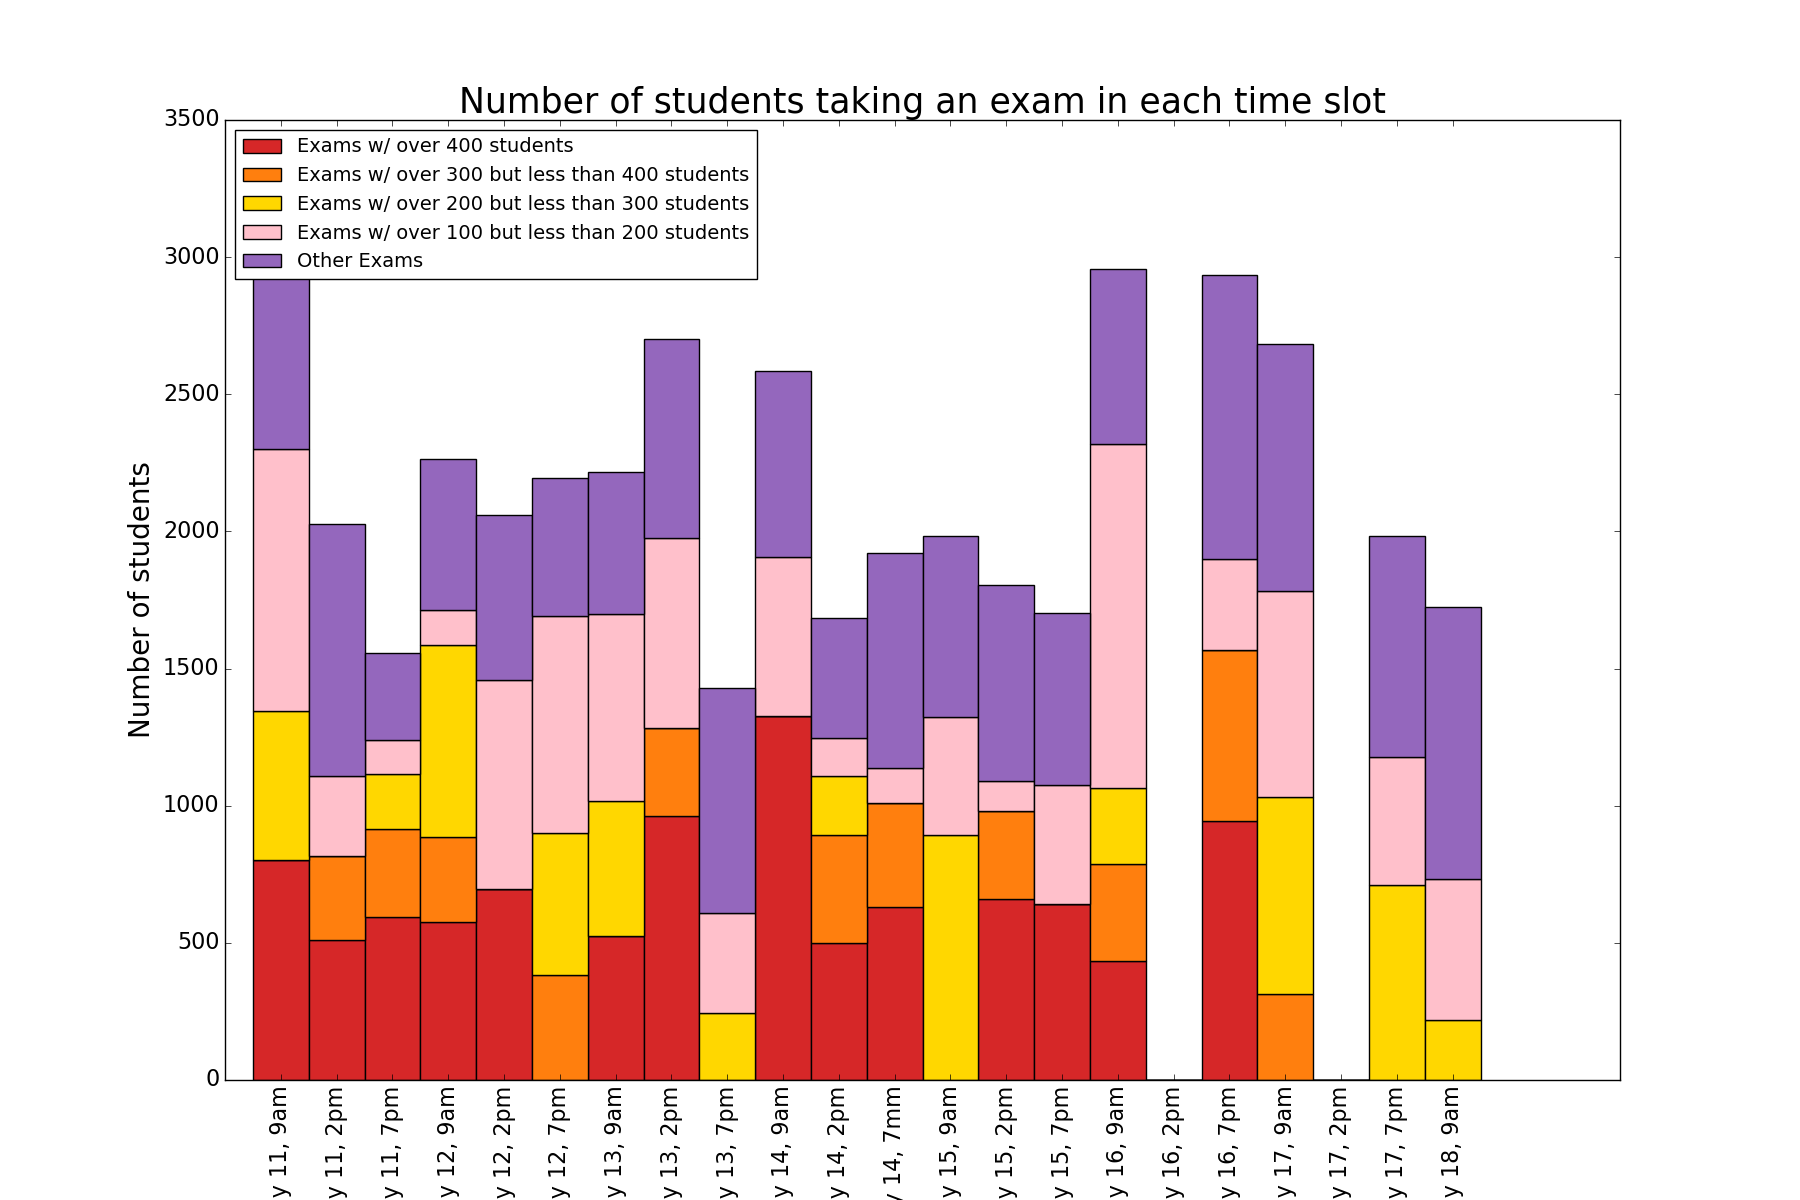 Number of students taking an exam in each time slot
Exams w/ over 400 students
Exams w/ over 300 but less than 400 students
Exams w/ over 200 but less than 300 students
Exams w/ over 100 but less than 200 students
Other Exams
Number of students
3500
3000
2500
2000
1500
1000
500
0
y 11, 9am
y 11, 2pm
y 11, 7pm
y 12, 9am
y 12, 2pm
y 12, 7pm
y 13, 9am
y 13, 2pm
y 13, 7pm
y 14, 9am
y 14, 2pm
y 14, 7mm
y 15, 9am
y 15, 2pm
y 15, 7pm
y 16, 9am
y 16, 2pm
y 16, 7pm
y 17, 9am
y 17, 2pm
y 17, 7pm
y 18, 9am